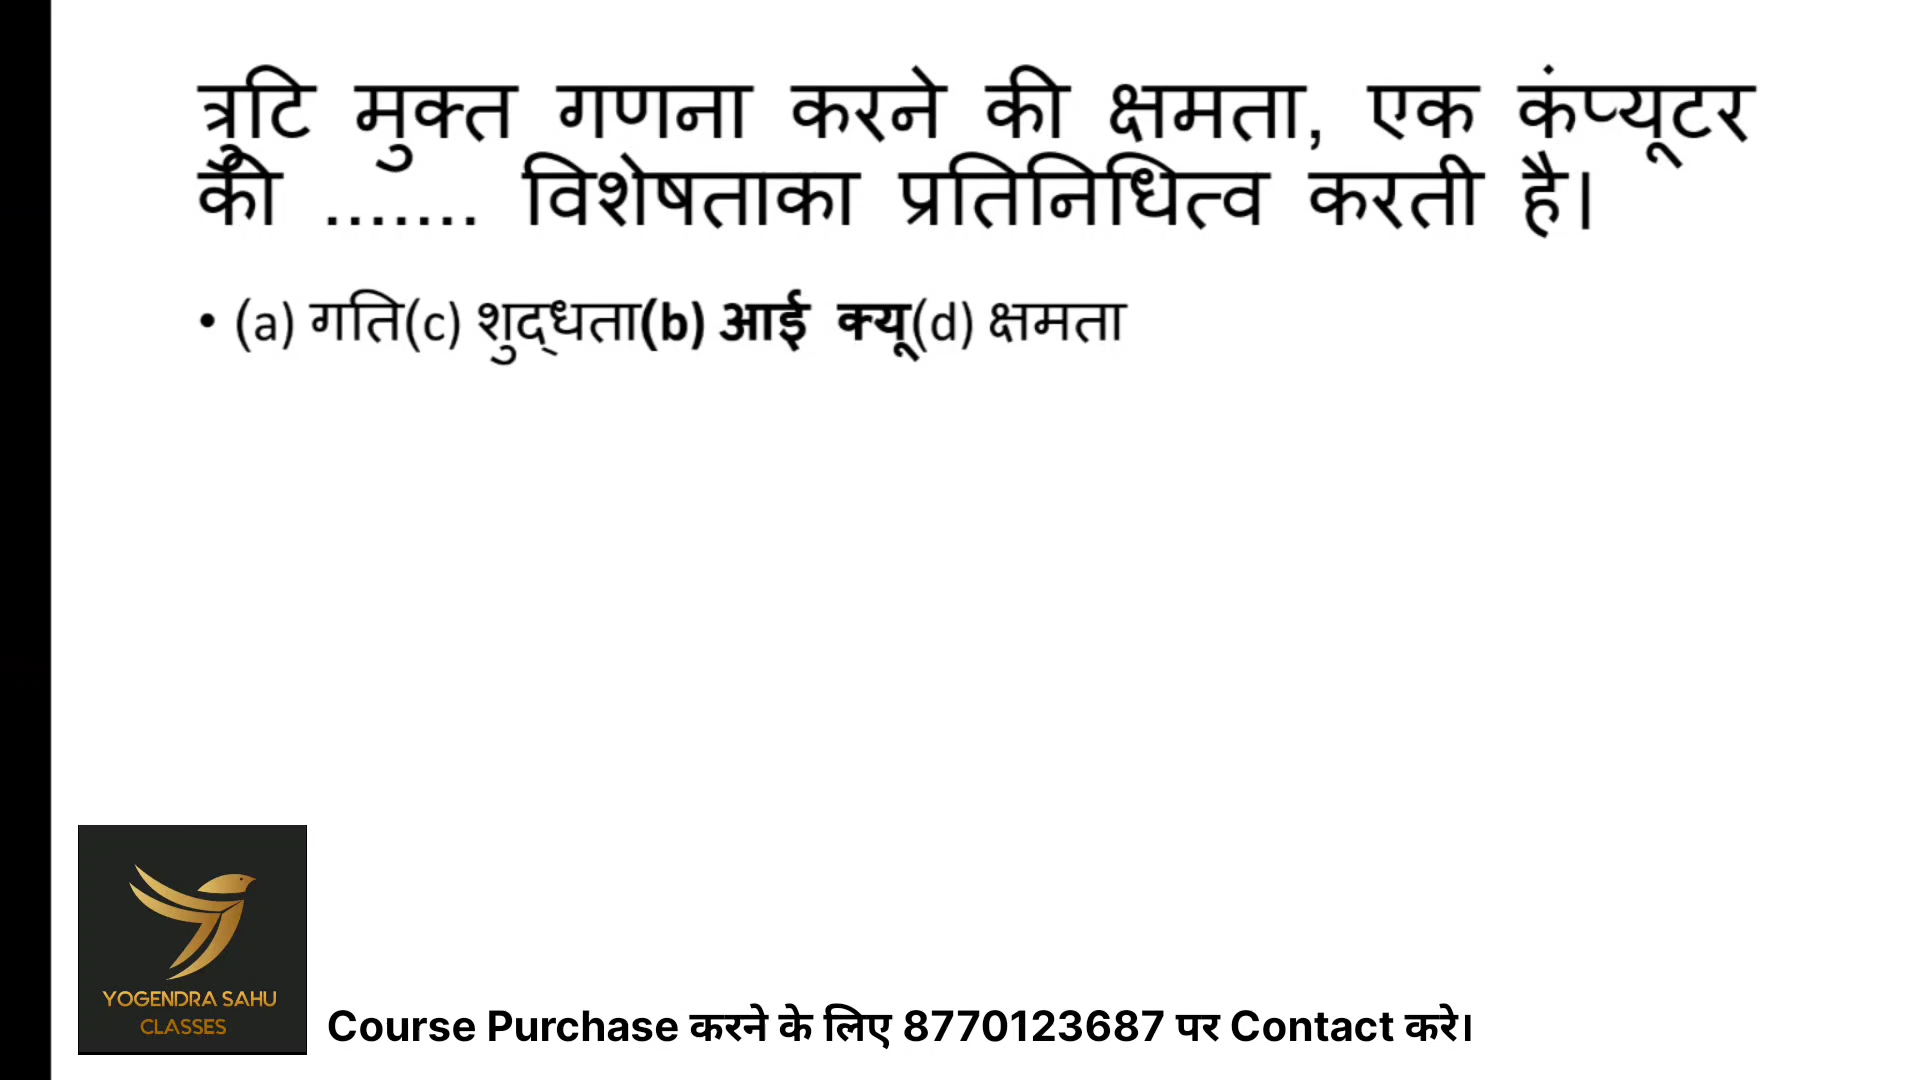 त्रुटि मुक्त गणना करने की क्षमता, एक कंप्यूटर
की ....... विशेषताका प्रतिनिधित्व करती है।
• (a) गति(c) शुद्धता(b) आई क्यू(d) क्षमता
YOGENDRA SAHU
CLASSES
Course Purchase करने के लिए 8770123687 पर Contact करे।